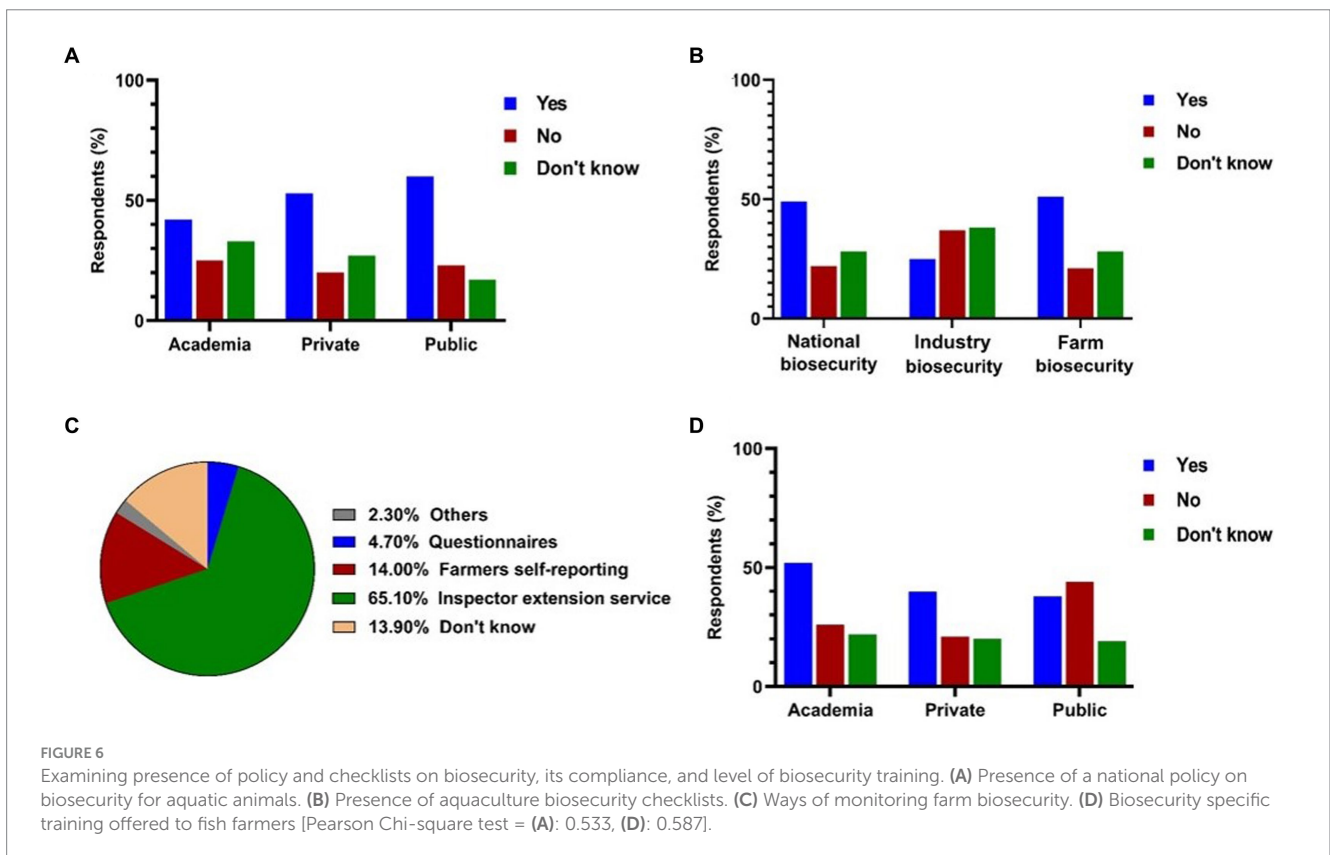 A
100
50
0
Respondents (%)
Academia
Private
Public
Yes
No
Don't know
B
100
50
0
Respondents (%)
National biosecurity
Industry biosecurity
Farm biosecurity
Yes
No
Don't know
C
2.30% Others
4.70% Questionnaires
14.00% Farmers self-reporting
65.10% Inspector extension service
13.90% Don't know
D
100
50
0
Respondents (%)
Academia
Private
Public
Yes
No
Don't know
FIGURE 6
Examining presence of policy and checklists on biosecurity, its compliance, and level of biosecurity training. (A) Presence of a national policy on
biosecurity for aquatic animals. (B) Presence of aquaculture biosecurity checklists. (C) Ways of monitoring farm biosecurity. (D) Biosecurity specific
training offered to fish farmers [Pearson Chi-square test = (A): 0.533, (D): 0.587].